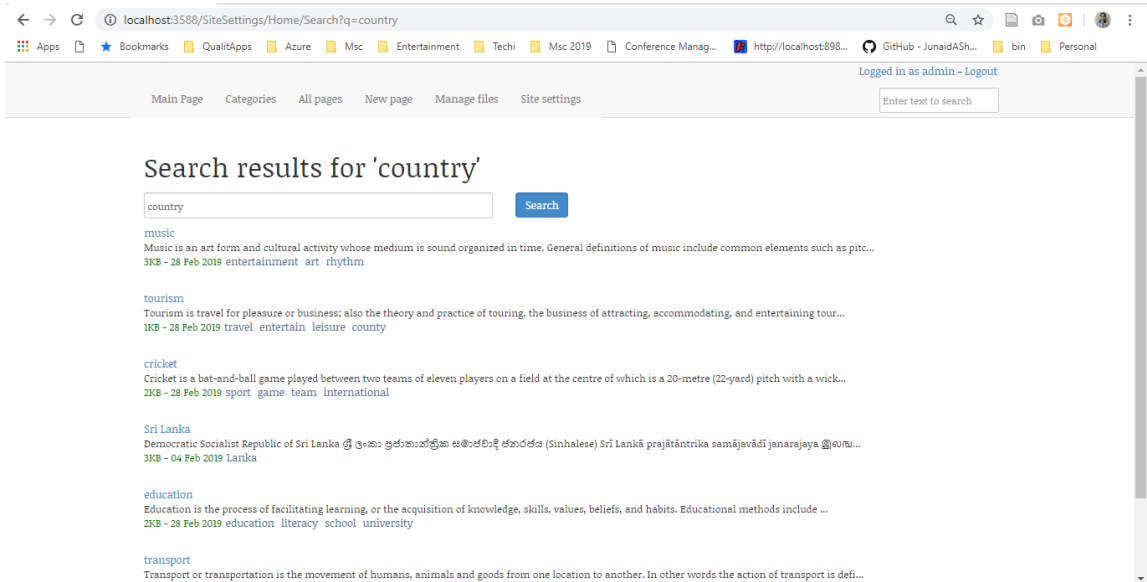 localhost:3588/SiteSettings/Home/Search?q=country
Apps Bookmarks QualitApps Azure Msc Entertainment Techi Msc 2019 Conference Manag... http://localhost:898... GitHub - JunaidASh... bin Personal
Logged in as admin - Logout
Main Page Categories All pages New page Manage files Site settings Enter text to search
Search results for 'country'
country Search
music
Music is an art form and cultural activity whose medium is sound organized in time. General definitions of music include common elements such as pitc...
3KB - 28 Feb 2019 entertainment art rhythm
tourism
Tourism is travel for pleasure or business; also the theory and practice of touring, the business of attracting, accommodating, and entertaining tour...
1KB - 28 Feb 2019 travel entertain leisure county
cricket
Cricket is a bat-and-ball game played between two teams of eleven players on a field at the centre of which is a 20-metre (22-yard) pitch with a wick...
2KB - 28 Feb 2019 sport game team international
Sri Lanka
Democratic Socialist Republic of Sri Lanka ශ්‍රී ලංකා ප්‍රජාතාන්ත්‍රික සමාජවාදී ජනරජය (Sinhalese) Srī Lankā prajātāntrika samājavādī janarajaya இலங...
3KB - 04 Feb 2019 Lanka
education
Education is the process of facilitating learning, or the acquisition of knowledge, skills, values, beliefs, and habits. Educational methods include ...
2KB - 28 Feb 2019 education literacy school university
transport
Transport or transportation is the movement of humans, animals and goods from one location to another. In other words the action of transport is defi...